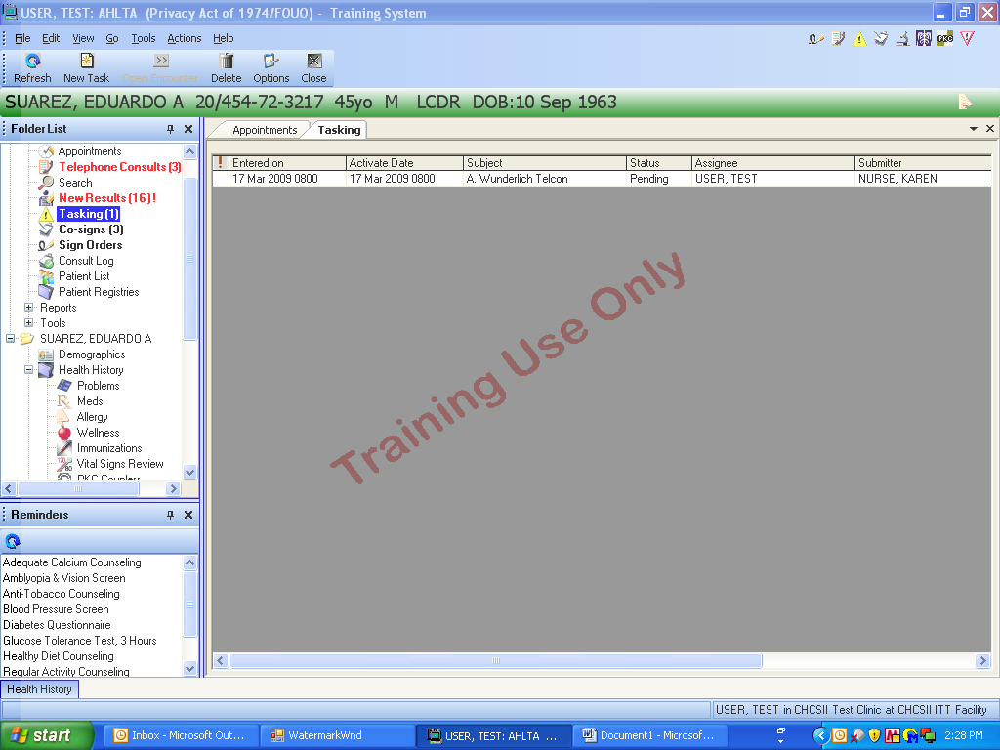 USER, TEST: AHLTA (Privacy Act of 1974/FOUO) - Training System
File Edit View Go Tools Actions Help
Refresh New Task Open Encounter Delete Options Close
SUAREZ, EDUARDO A 20/454-72-3217 45yo M LCDR DOB:10 Sep 1963
Folder List
Appointments
Telephone Consults (3)
Search
New Results (16) !
Tasking (1)
Co-signs (3)
Sign Orders
Consult Log
Patient List
Patient Registries
Reports
Tools
SUAREZ, EDUARDO A
Demographics
Health History
Problems
Meds
Allergy
Wellness
Immunizations
Vital Signs Review
PKC Couplers
Appointments Tasking
! Entered on Activate Date Subject Status Assignee Submitter
17 Mar 2009 0800 17 Mar 2009 0800 A. Wunderlich Telcon Pending USER, TEST NURSE, KAREN
Training Use Only
Reminders
Adequate Calcium Counseling
Amblyopia & Vision Screen
Anti-Tobacco Counseling
Blood Pressure Screen
Diabetes Questionnaire
Glucose Tolerance Test, 3 Hours
Healthy Diet Counseling
Regular Activity Counseling
Health History
USER, TEST in CHCSII Test Clinic at CHCSII ITT Facility
start Inbox - Microsoft Out... WatermarkWnd USER, TEST: AHLTA ... Document1 - Microsof... 2:28 PM